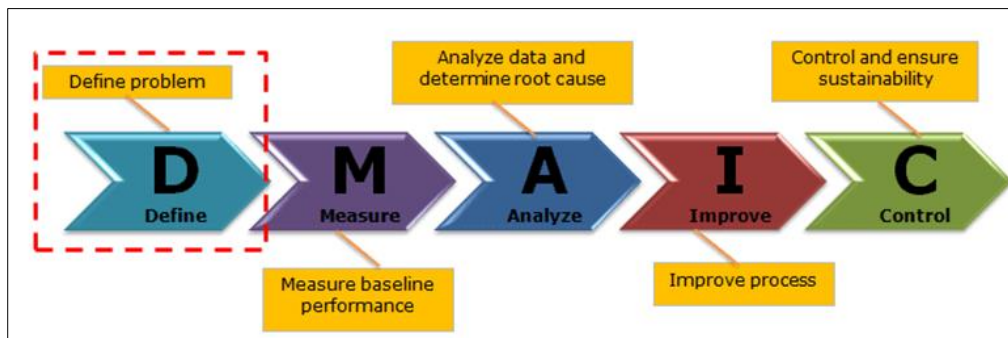 Define problem
Analyze data and
determine root cause
Control and ensure
sustainability
D
Define
M
Measure
A
Analyze
I
Improve
C
Control
Measure baseline
performance
Improve process